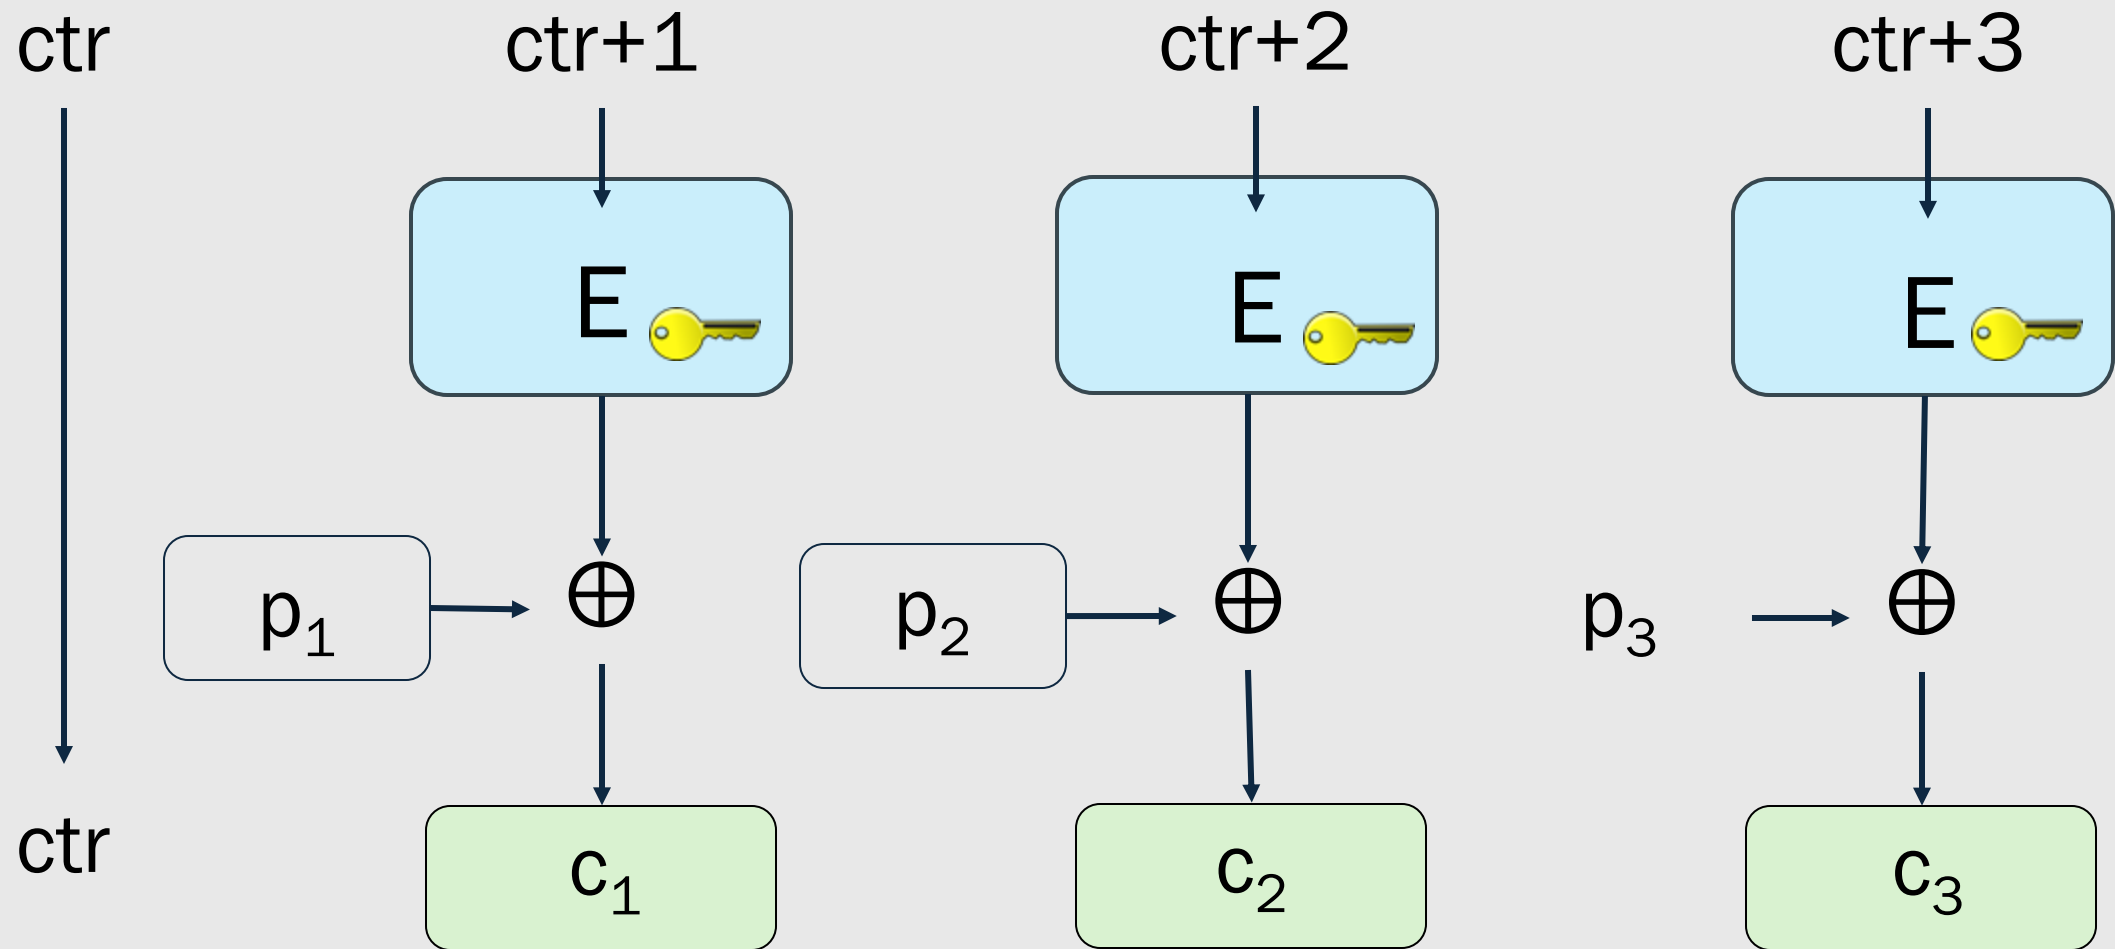 ctr ctr+1 ctr+2 ctr+3
E E E
p₁ ⊕ p₂ ⊕ p₃ ⊕
ctr c₁ c₂ c₃